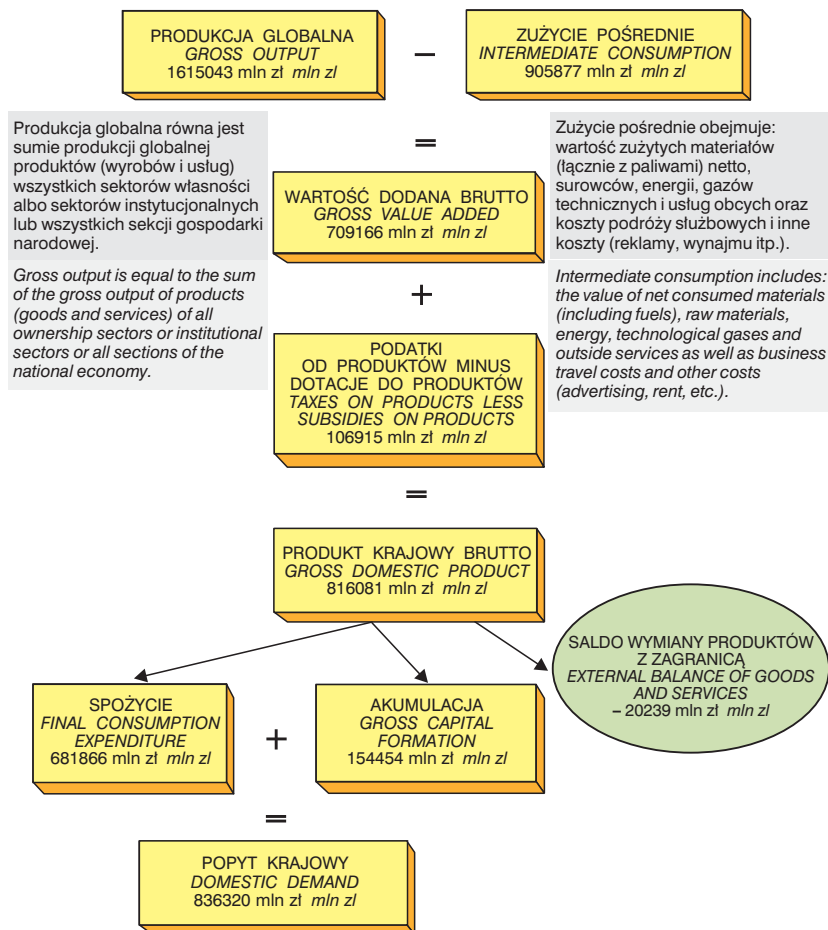 PRODUKCJA GLOBALNA
GROSS OUTPUT
1615043 mln zł mln zl
–
ZUŻYCIE POŚREDNIE
INTERMEDIATE CONSUMPTION
905877 mln zł mln zl
Produkcja globalna równa jest
sumie produkcji globalnej
produktów (wyrobów i usług)
wszystkich sektorów własności
albo sektorów instytucjonalnych
lub wszystkich sekcji gospodarki
narodowej.
Gross output is equal to the sum
of the gross output of products
(goods and services) of all
ownership sectors or institutional
sectors or all sections of the
national economy.
=
WARTOŚĆ DODANA BRUTTO
GROSS VALUE ADDED
709166 mln zł mln zl
Zużycie pośrednie obejmuje:
wartość zużytych materiałów
(łącznie z paliwami) netto,
surowców, energii, gazów
technicznych i usług obcych oraz
koszty podróży służbowych i inne
koszty (reklamy, wynajmu itp.).
Intermediate consumption includes:
the value of net consumed materials
(including fuels), raw materials,
energy, technological gases and
outside services as well as business
travel costs and other costs
(advertising, rent, etc.).
+
PODATKI
OD PRODUKTÓW MINUS
DOTACJE DO PRODUKTÓW
TAXES ON PRODUCTS LESS
SUBSIDIES ON PRODUCTS
106915 mln zł mln zl
=
PRODUKT KRAJOWY BRUTTO
GROSS DOMESTIC PRODUCT
816081 mln zł mln zl
SALDO WYMIANY PRODUKTÓW
Z ZAGRANICĄ
EXTERNAL BALANCE OF GOODS
AND SERVICES
– 20239 mln zł mln zl
SPOŻYCIE
FINAL CONSUMPTION
EXPENDITURE
681866 mln zł mln zl
+
AKUMULACJA
GROSS CAPITAL
FORMATION
154454 mln zł mln zl
=
POPYT KRAJOWY
DOMESTIC DEMAND
836320 mln zł mln zl